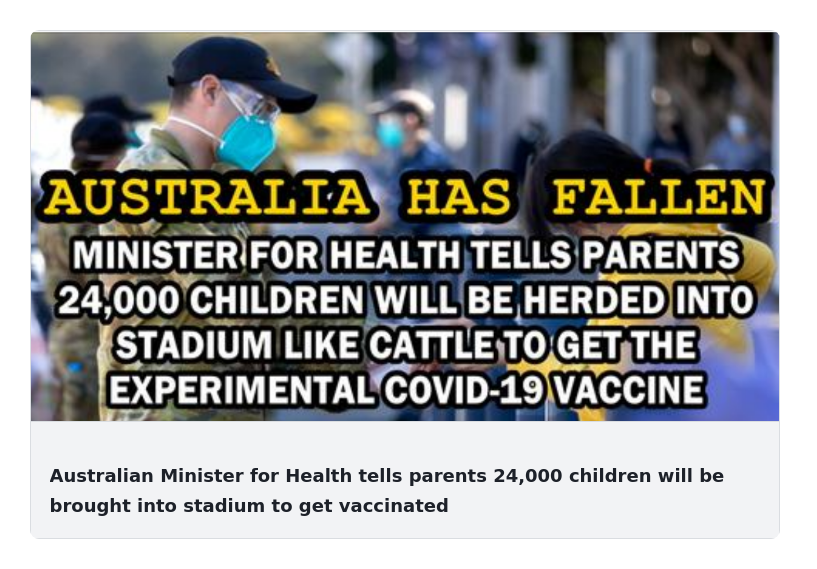 AUSTRALIA HAS FALLEN
MINISTER FOR HEALTH TELLS PARENTS
24,000 CHILDREN WILL BE HERDED INTO
STADIUM LIKE CATTLE TO GET THE
EXPERIMENTAL COVID-19 VACCINE
Australian Minister for Health tells parents 24,000 children will be
brought into stadium to get vaccinated